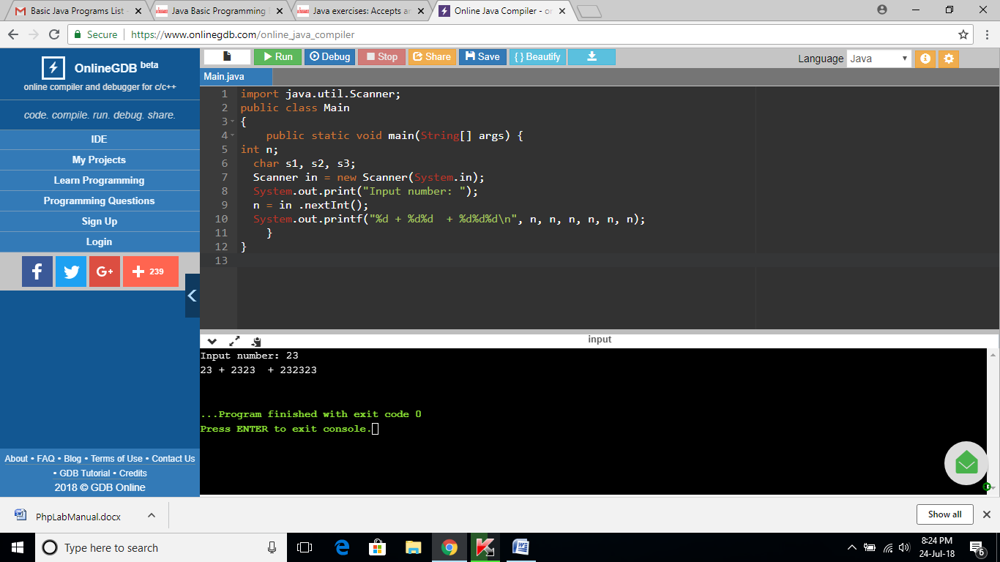 Basic Java Programs List -
Java Basic Programming
Java exercises: Accepts a
Online Java Compiler - o
Secure
https://www.onlinegdb.com/online_java_compiler
OnlineGDB beta
online compiler and debugger for c/c++
code. compile. run. debug. share.
IDE
My Projects
Learn Programming
Programming Questions
Sign Up
Login
f G+ + 239
About • FAQ • Blog • Terms of Use • Contact Us
• GDB Tutorial • Credits
2018 © GDB Online
Run Debug Stop Share Save { } Beautify
Language Java
Main.java
1 import java.util.Scanner;
2 public class Main
3 {
4 public static void main(String[] args) {
5 int n;
6 char s1, s2, s3;
7 Scanner in = new Scanner(System.in);
8 System.out.print("Input number: ");
9 n = in .nextInt();
10 System.out.printf("%d + %d%d  + %d%d%d\n", n, n, n, n, n, n);
11 }
12 }
13
input
Input number: 23
23 + 2323  + 232323
...Program finished with exit code 0
Press ENTER to exit console.
PhpLabManual.docx
Show all
Type here to search
8:24 PM
24-Jul-18
6